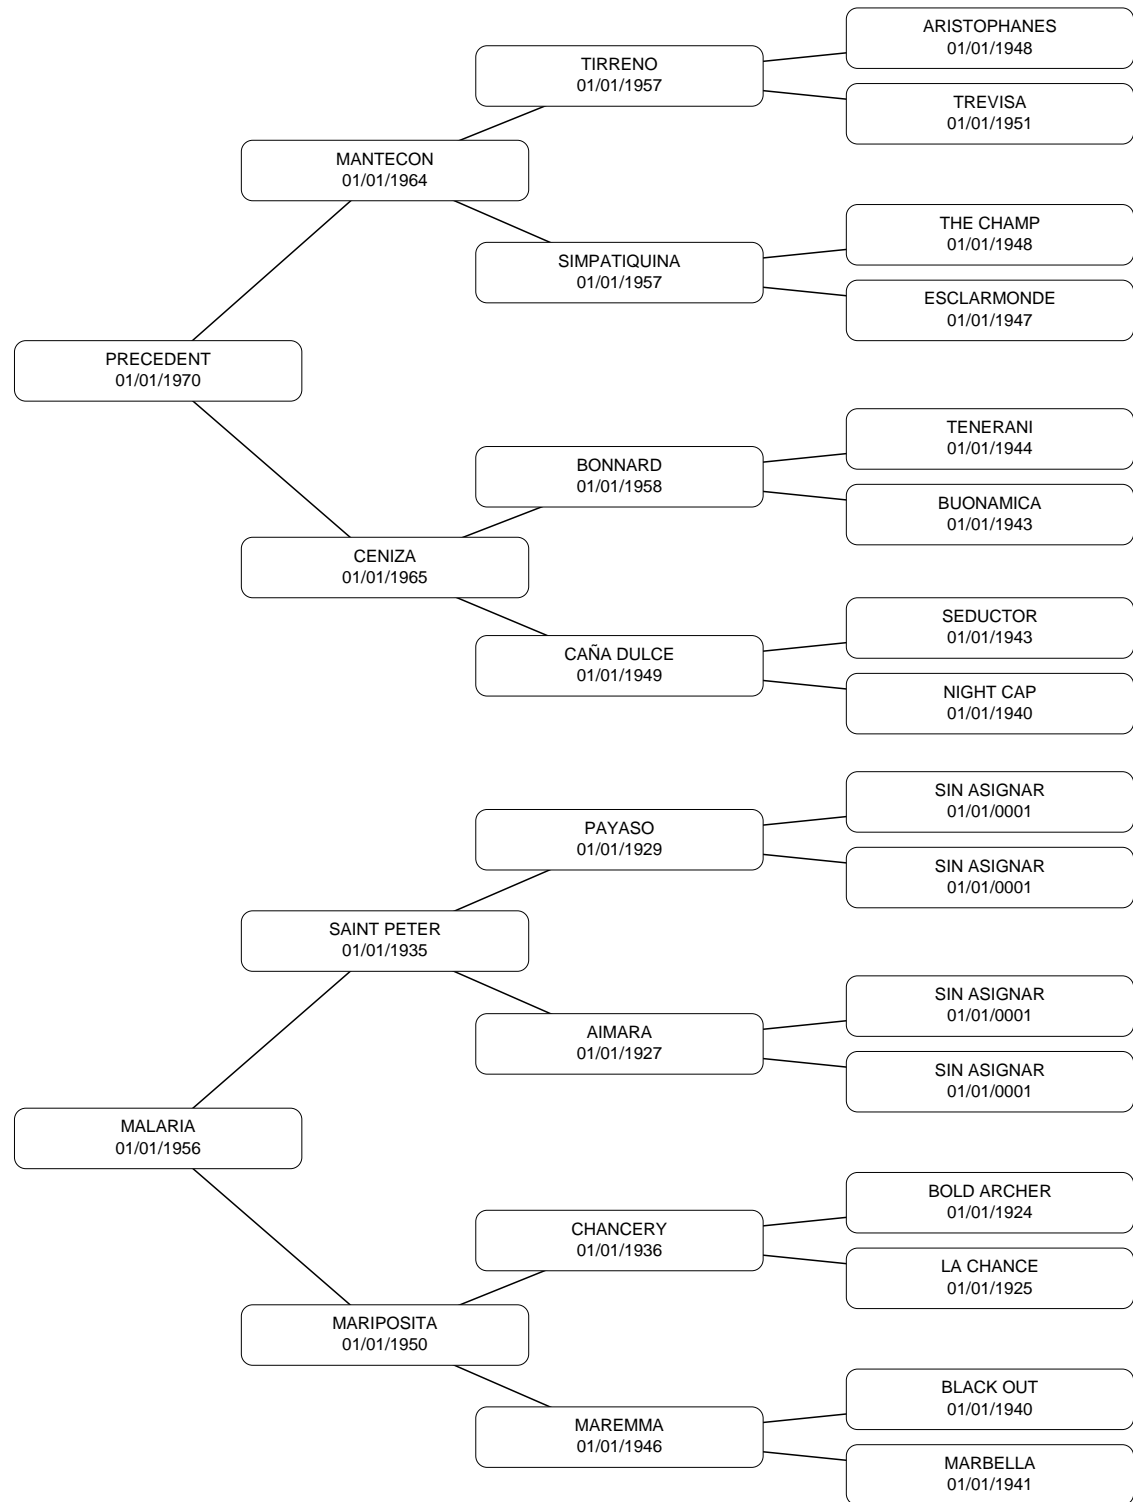 ARISTOPHANES
01/01/1948
TIRRENO
01/01/1957
TREVISA
01/01/1951
MANTECON
01/01/1964
THE CHAMP
01/01/1948
SIMPATIQUINA
01/01/1957
ESCLARMONDE
01/01/1947
PRECEDENT
01/01/1970
TENERANI
01/01/1944
BONNARD
01/01/1958
BUONAMICA
01/01/1943
CENIZA
01/01/1965
SEDUCTOR
01/01/1943
CAÑA DULCE
01/01/1949
NIGHT CAP
01/01/1940
SIN ASIGNAR
01/01/0001
PAYASO
01/01/1929
SIN ASIGNAR
01/01/0001
SAINT PETER
01/01/1935
SIN ASIGNAR
01/01/0001
AIMARA
01/01/1927
SIN ASIGNAR
01/01/0001
MALARIA
01/01/1956
BOLD ARCHER
01/01/1924
CHANCERY
01/01/1936
LA CHANCE
01/01/1925
MARIPOSITA
01/01/1950
BLACK OUT
01/01/1940
MAREMMA
01/01/1946
MARBELLA
01/01/1941